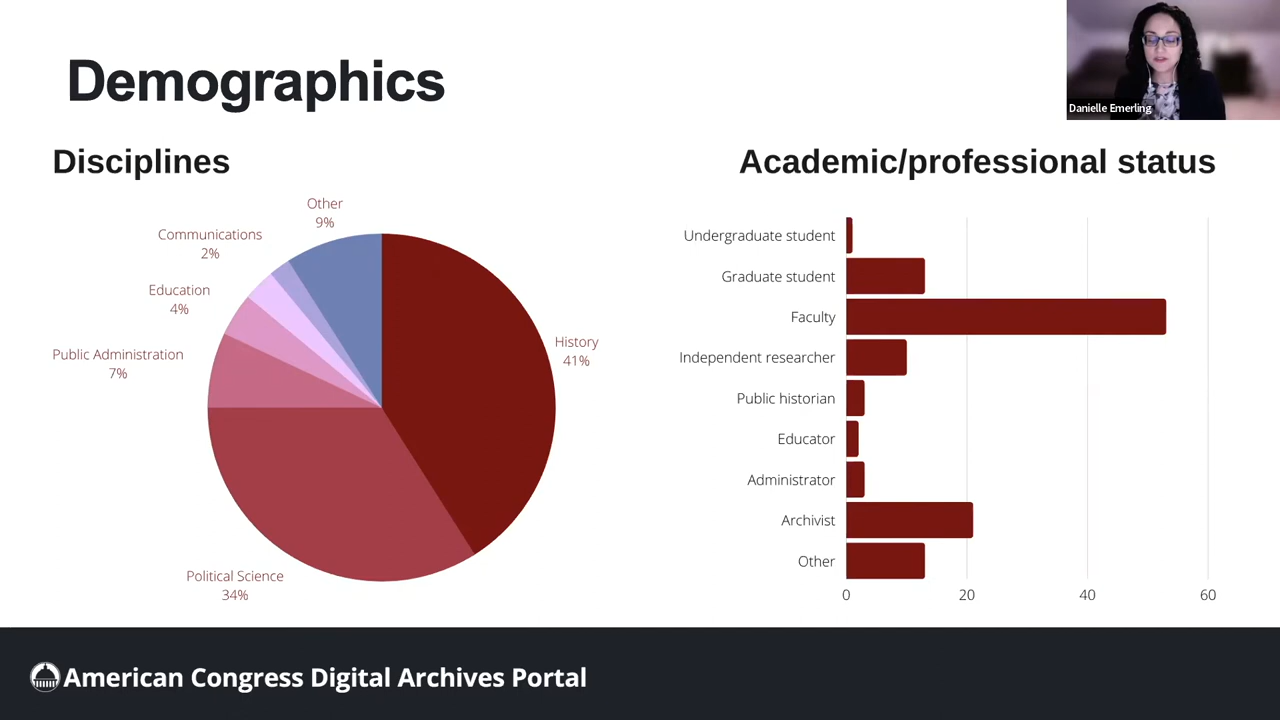 Demographics
Danielle Emerling
Disciplines
Other
9%
Communications
2%
Education
4%
Public Administration
7%
History
41%
Political Science
34%
Academic/professional status
Undergraduate student
Graduate student
Faculty
Independent researcher
Public historian
Educator
Administrator
Archivist
Other
0 20 40 60
American Congress Digital Archives Portal